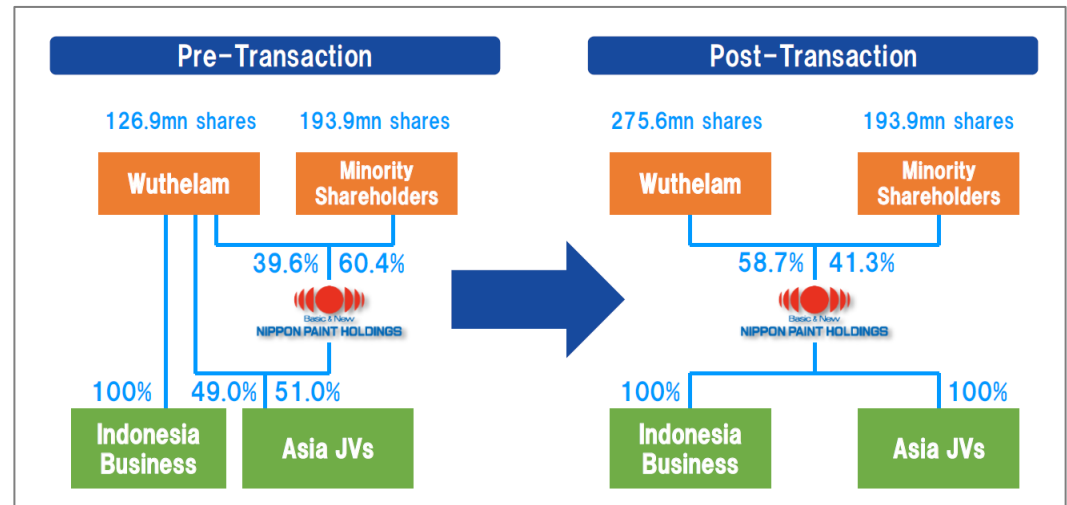 Pre-Transaction
126.9mn shares
193.9mn shares
Wuthelam
Minority
Shareholders
39.6%
60.4%
Basic & New
NIPPON PAINT HOLDINGS
100%
49.0%
51.0%
Indonesia
Business
Asia JVs
Post-Transaction
275.6mn shares
193.9mn shares
Wuthelam
Minority
Shareholders
58.7%
41.3%
Basic & New
NIPPON PAINT HOLDINGS
100%
100%
Indonesia
Business
Asia JVs